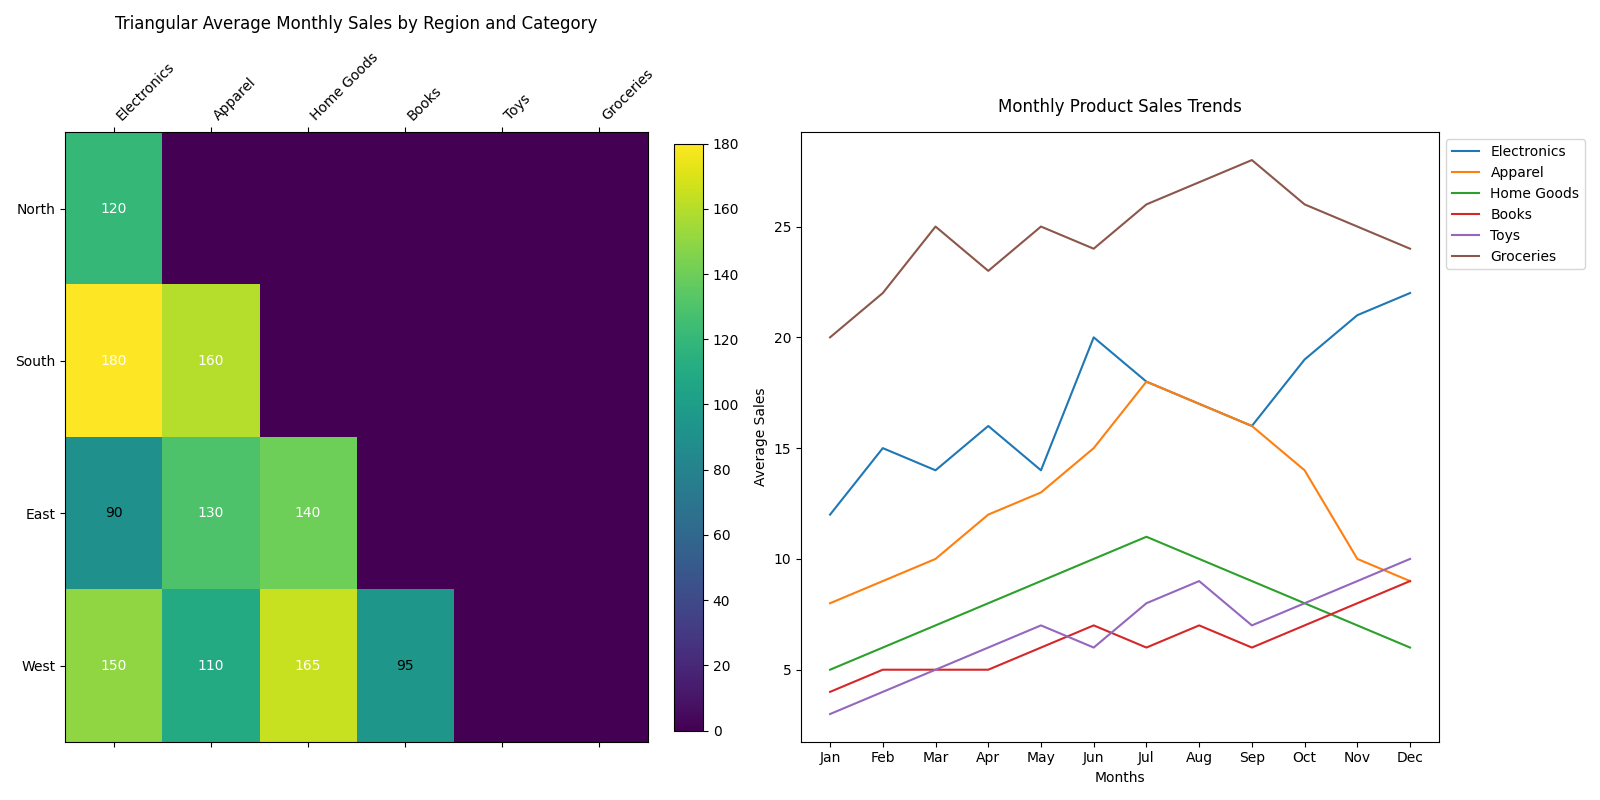 Triangular Average Monthly Sales by Region and Category
Electronics
Apparel
Home Goods
Books
Toys
Groceries
North
South
East
West
120
180 160
90 130 140
150 110 165 95
180
160
140
120
100
80
60
40
20
0
Monthly Product Sales Trends
Average Sales
25
20
15
10
5
Jan Feb Mar Apr May Jun Jul Aug Sep Oct Nov Dec
Months
Electronics
Apparel
Home Goods
Books
Toys
Groceries